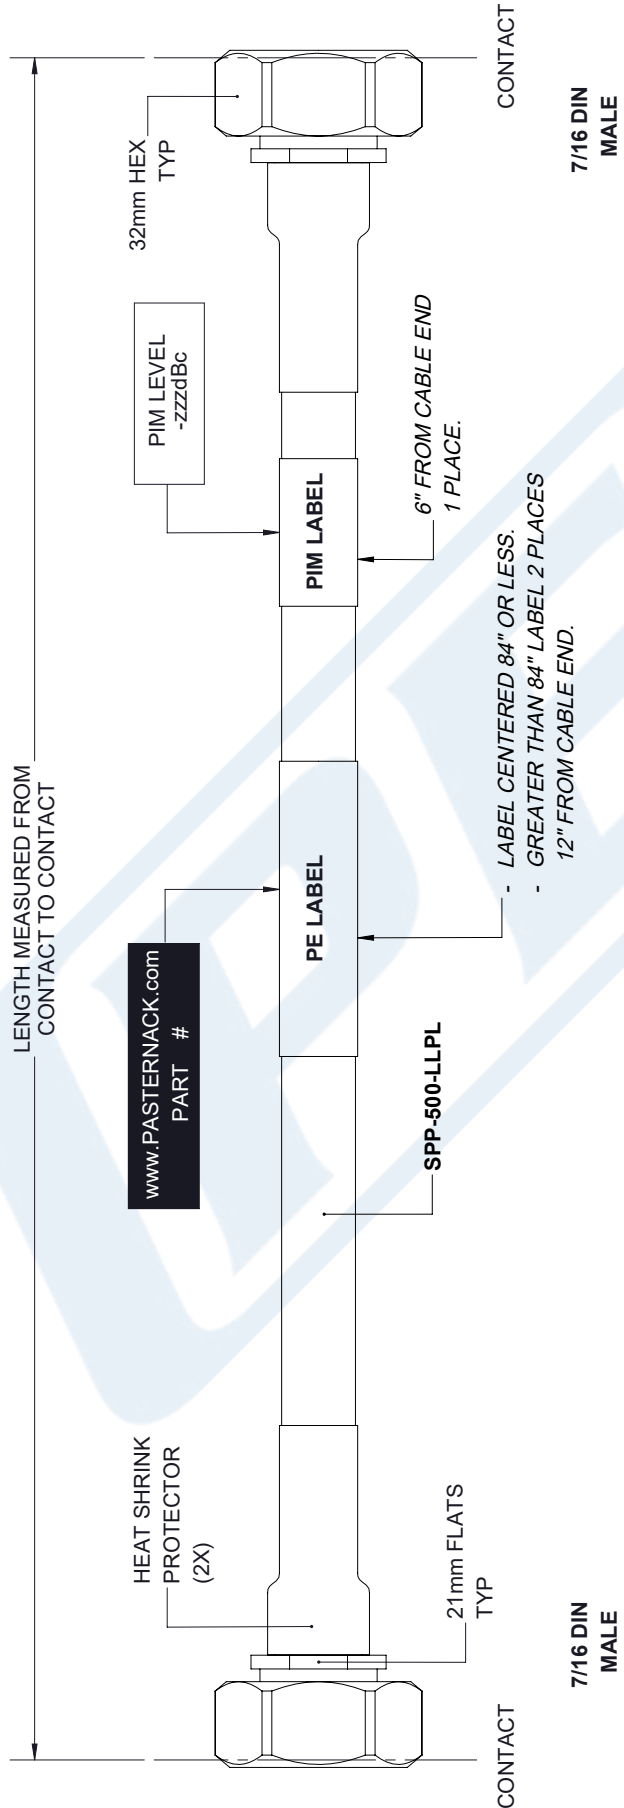 LENGTH MEASURED FROM
CONTACT TO CONTACT
HEAT SHRINK
PROTECTOR
(2X)
www.PASTERNACK.com
PART #
PIM LEVEL
-zzzdBc
32mm HEX
TYP
PE LABEL
PIM LABEL
21mm FLATS
TYP
SPP-500-LLPL
6" FROM CABLE END
1 PLACE.
- LABEL CENTERED 84" OR LESS.
- GREATER THAN 84" LABEL 2 PLACES
12" FROM CABLE END.
CONTACT
CONTACT
7/16 DIN
MALE
7/16 DIN
MALE